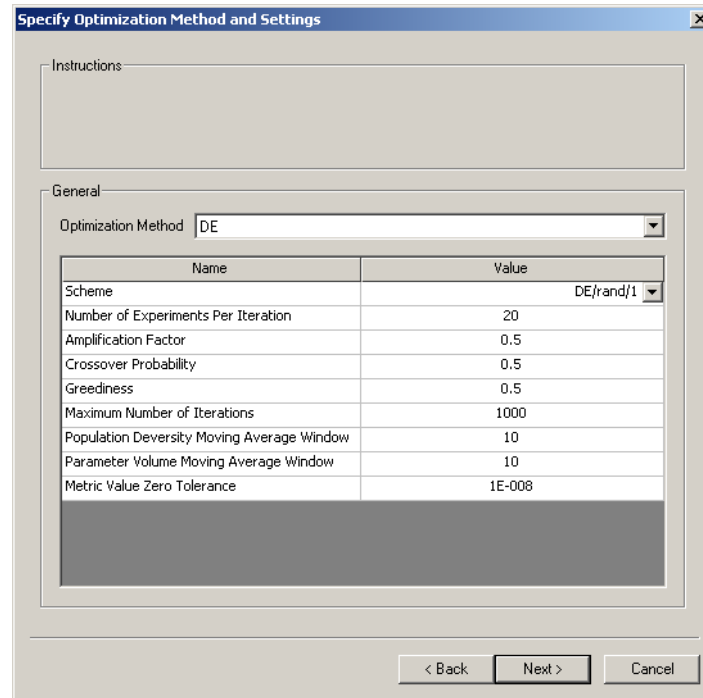 Specify Optimization Method and Settings
Instructions
General
Optimization Method DE
Name Value
Scheme DE/rand/1
Number of Experiments Per Iteration 20
Amplification Factor 0.5
Crossover Probability 0.5
Greediness 0.5
Maximum Number of Iterations 1000
Population Deversity Moving Average Window 10
Parameter Volume Moving Average Window 10
Metric Value Zero Tolerance 1E-008
< Back Next > Cancel